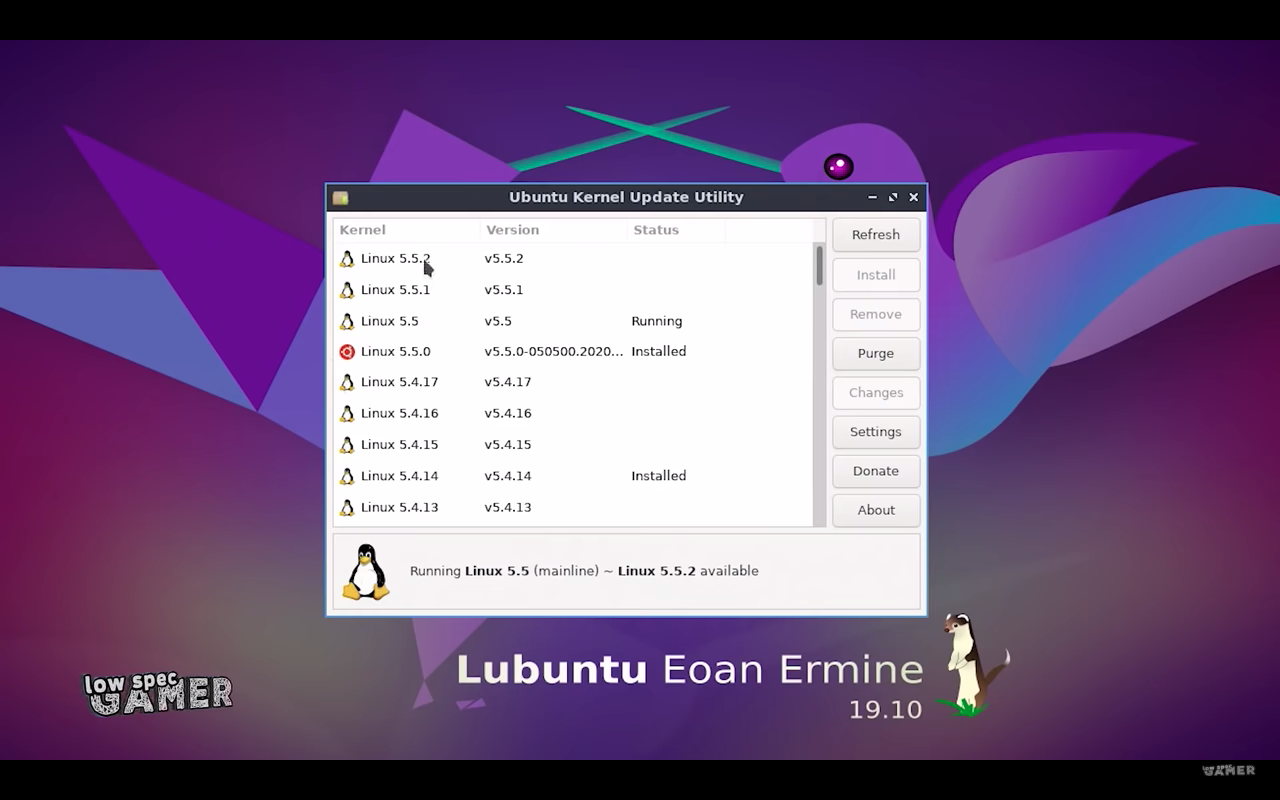 Ubuntu Kernel Update Utility
Kernel Version Status
Linux 5.5.2 v5.5.2
Linux 5.5.1 v5.5.1
Linux 5.5 v5.5 Running
Linux 5.5.0 v5.5.0-050500.2020... Installed
Linux 5.4.17 v5.4.17
Linux 5.4.16 v5.4.16
Linux 5.4.15 v5.4.15
Linux 5.4.14 v5.4.14 Installed
Linux 5.4.13 v5.4.13
Refresh
Install
Remove
Purge
Changes
Settings
Donate
About
Running Linux 5.5 (mainline) ~ Linux 5.5.2 available
Lubuntu Eoan Ermine
19.10
low spec
GAMER
low spec
GAMER